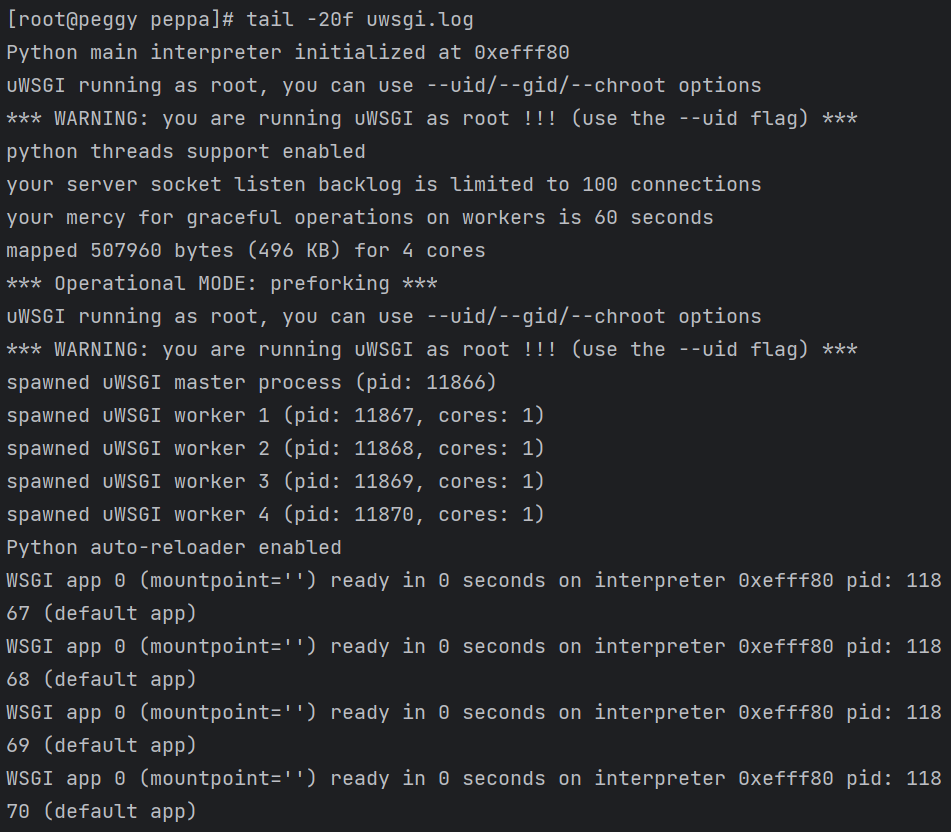 [root@peggy peppa]# tail -20f uwsgi.log
Python main interpreter initialized at 0xefff80
uWSGI running as root, you can use --uid/--gid/--chroot options
*** WARNING: you are running uWSGI as root !!! (use the --uid flag) ***
python threads support enabled
your server socket listen backlog is limited to 100 connections
your mercy for graceful operations on workers is 60 seconds
mapped 507960 bytes (496 KB) for 4 cores
*** Operational MODE: preforking ***
uWSGI running as root, you can use --uid/--gid/--chroot options
*** WARNING: you are running uWSGI as root !!! (use the --uid flag) ***
spawned uWSGI master process (pid: 11866)
spawned uWSGI worker 1 (pid: 11867, cores: 1)
spawned uWSGI worker 2 (pid: 11868, cores: 1)
spawned uWSGI worker 3 (pid: 11869, cores: 1)
spawned uWSGI worker 4 (pid: 11870, cores: 1)
Python auto-reloader enabled
WSGI app 0 (mountpoint='') ready in 0 seconds on interpreter 0xefff80 pid: 118
67 (default app)
WSGI app 0 (mountpoint='') ready in 0 seconds on interpreter 0xefff80 pid: 118
68 (default app)
WSGI app 0 (mountpoint='') ready in 0 seconds on interpreter 0xefff80 pid: 118
69 (default app)
WSGI app 0 (mountpoint='') ready in 0 seconds on interpreter 0xefff80 pid: 118
70 (default app)